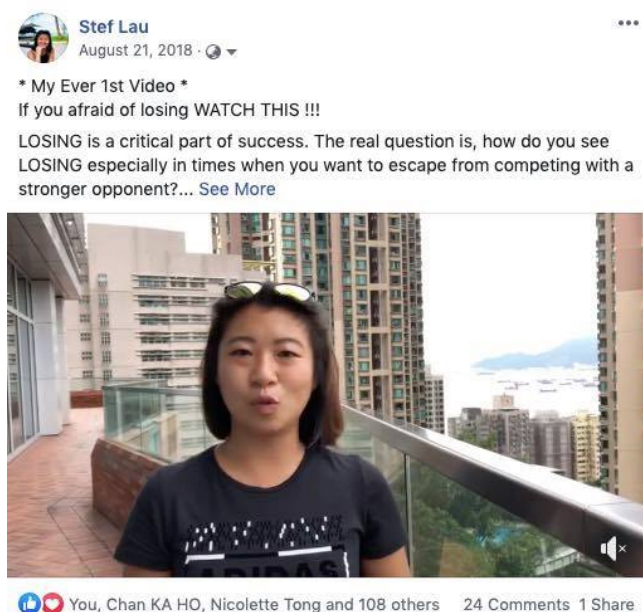 Stef Lau
August 21, 2018 ·
* My Ever 1st Video *
If you afraid of losing WATCH THIS !!!
LOSING is a critical part of success. The real question is, how do you see
LOSING especially in times when you want to escape from competing with a
stronger opponent?... See More
ADIDAS
You, Chan KA HO, Nicolette Tong and 108 others 24 Comments 1 Share